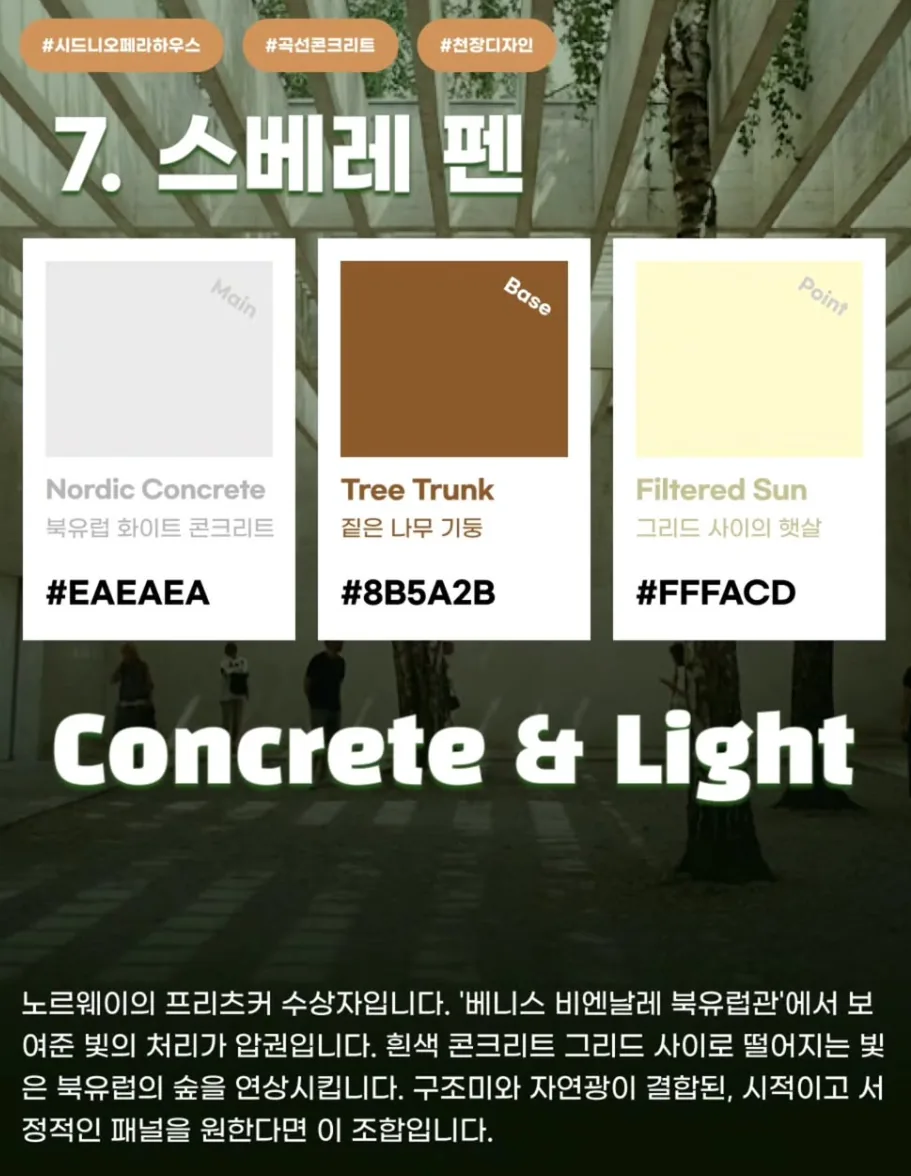 #시드니오페라하우스 #곡선콘크리트 #천장디자인
7. 스베레 펜
Main
Base
Point
Nordic Concrete
북유럽 화이트 콘크리트
#EAEAEA
Tree Trunk
짙은 나무 기둥
#8B5A2B
Filtered Sun
그리드 사이의 햇살
#FFFACD
Concrete & Light
노르웨이의 프리츠커 수상자입니다. '베니스 비엔날레 북유럽관'에서 보
여준 빛의 처리가 압권입니다. 흰색 콘크리트 그리드 사이로 떨어지는 빛
은 북유럽의 숲을 연상시킵니다. 구조미와 자연광이 결합된, 시적이고 서
정적인 패널을 원한다면 이 조합입니다.